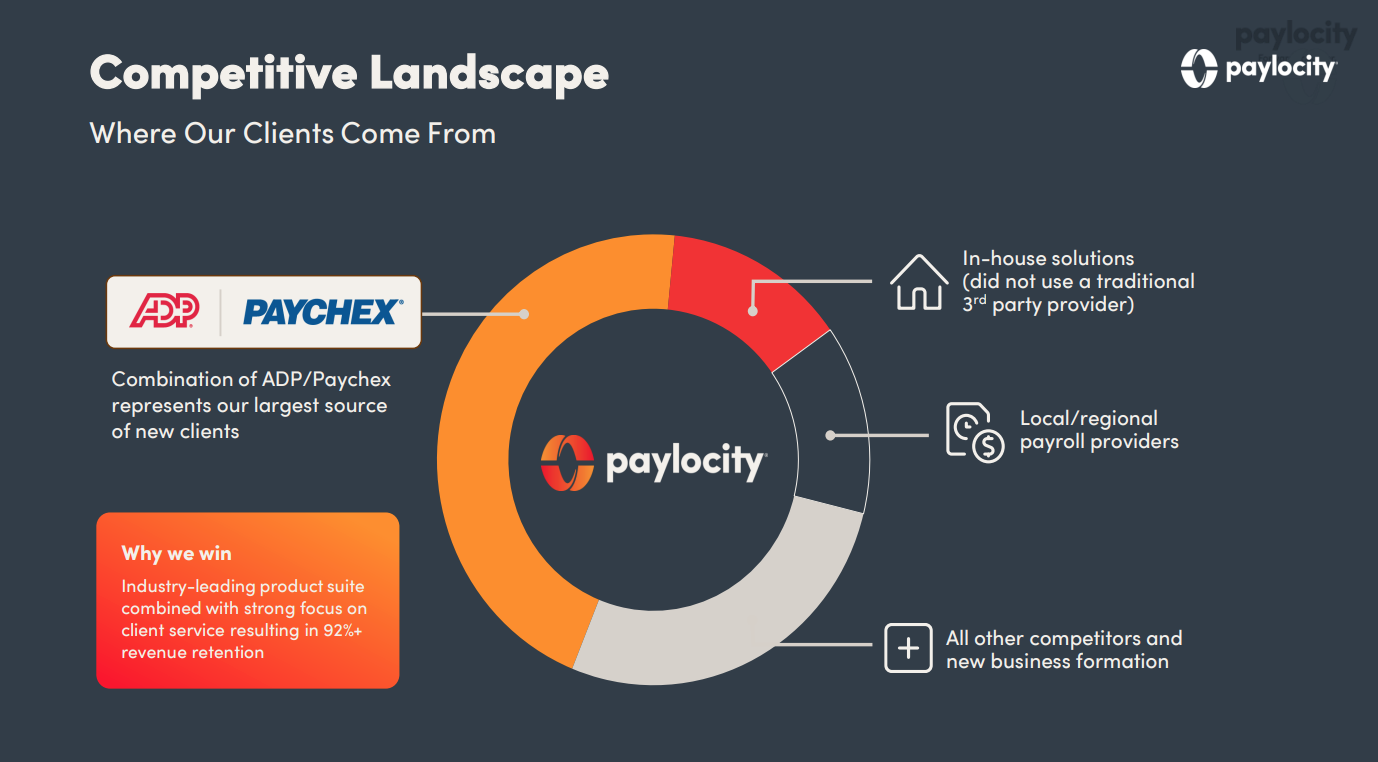 Competitive Landscape
Where Our Clients Come From
paylocity
paylocity
ADP
PAYCHEX®
Combination of ADP/Paychex
represents our largest source
of new clients
Why we win
Industry-leading product suite
combined with strong focus on
client service resulting in 92%+
revenue retention
paylocity
In-house solutions
(did not use a traditional
3rd party provider)
$
Local/regional
payroll providers
All other competitors and
new business formation